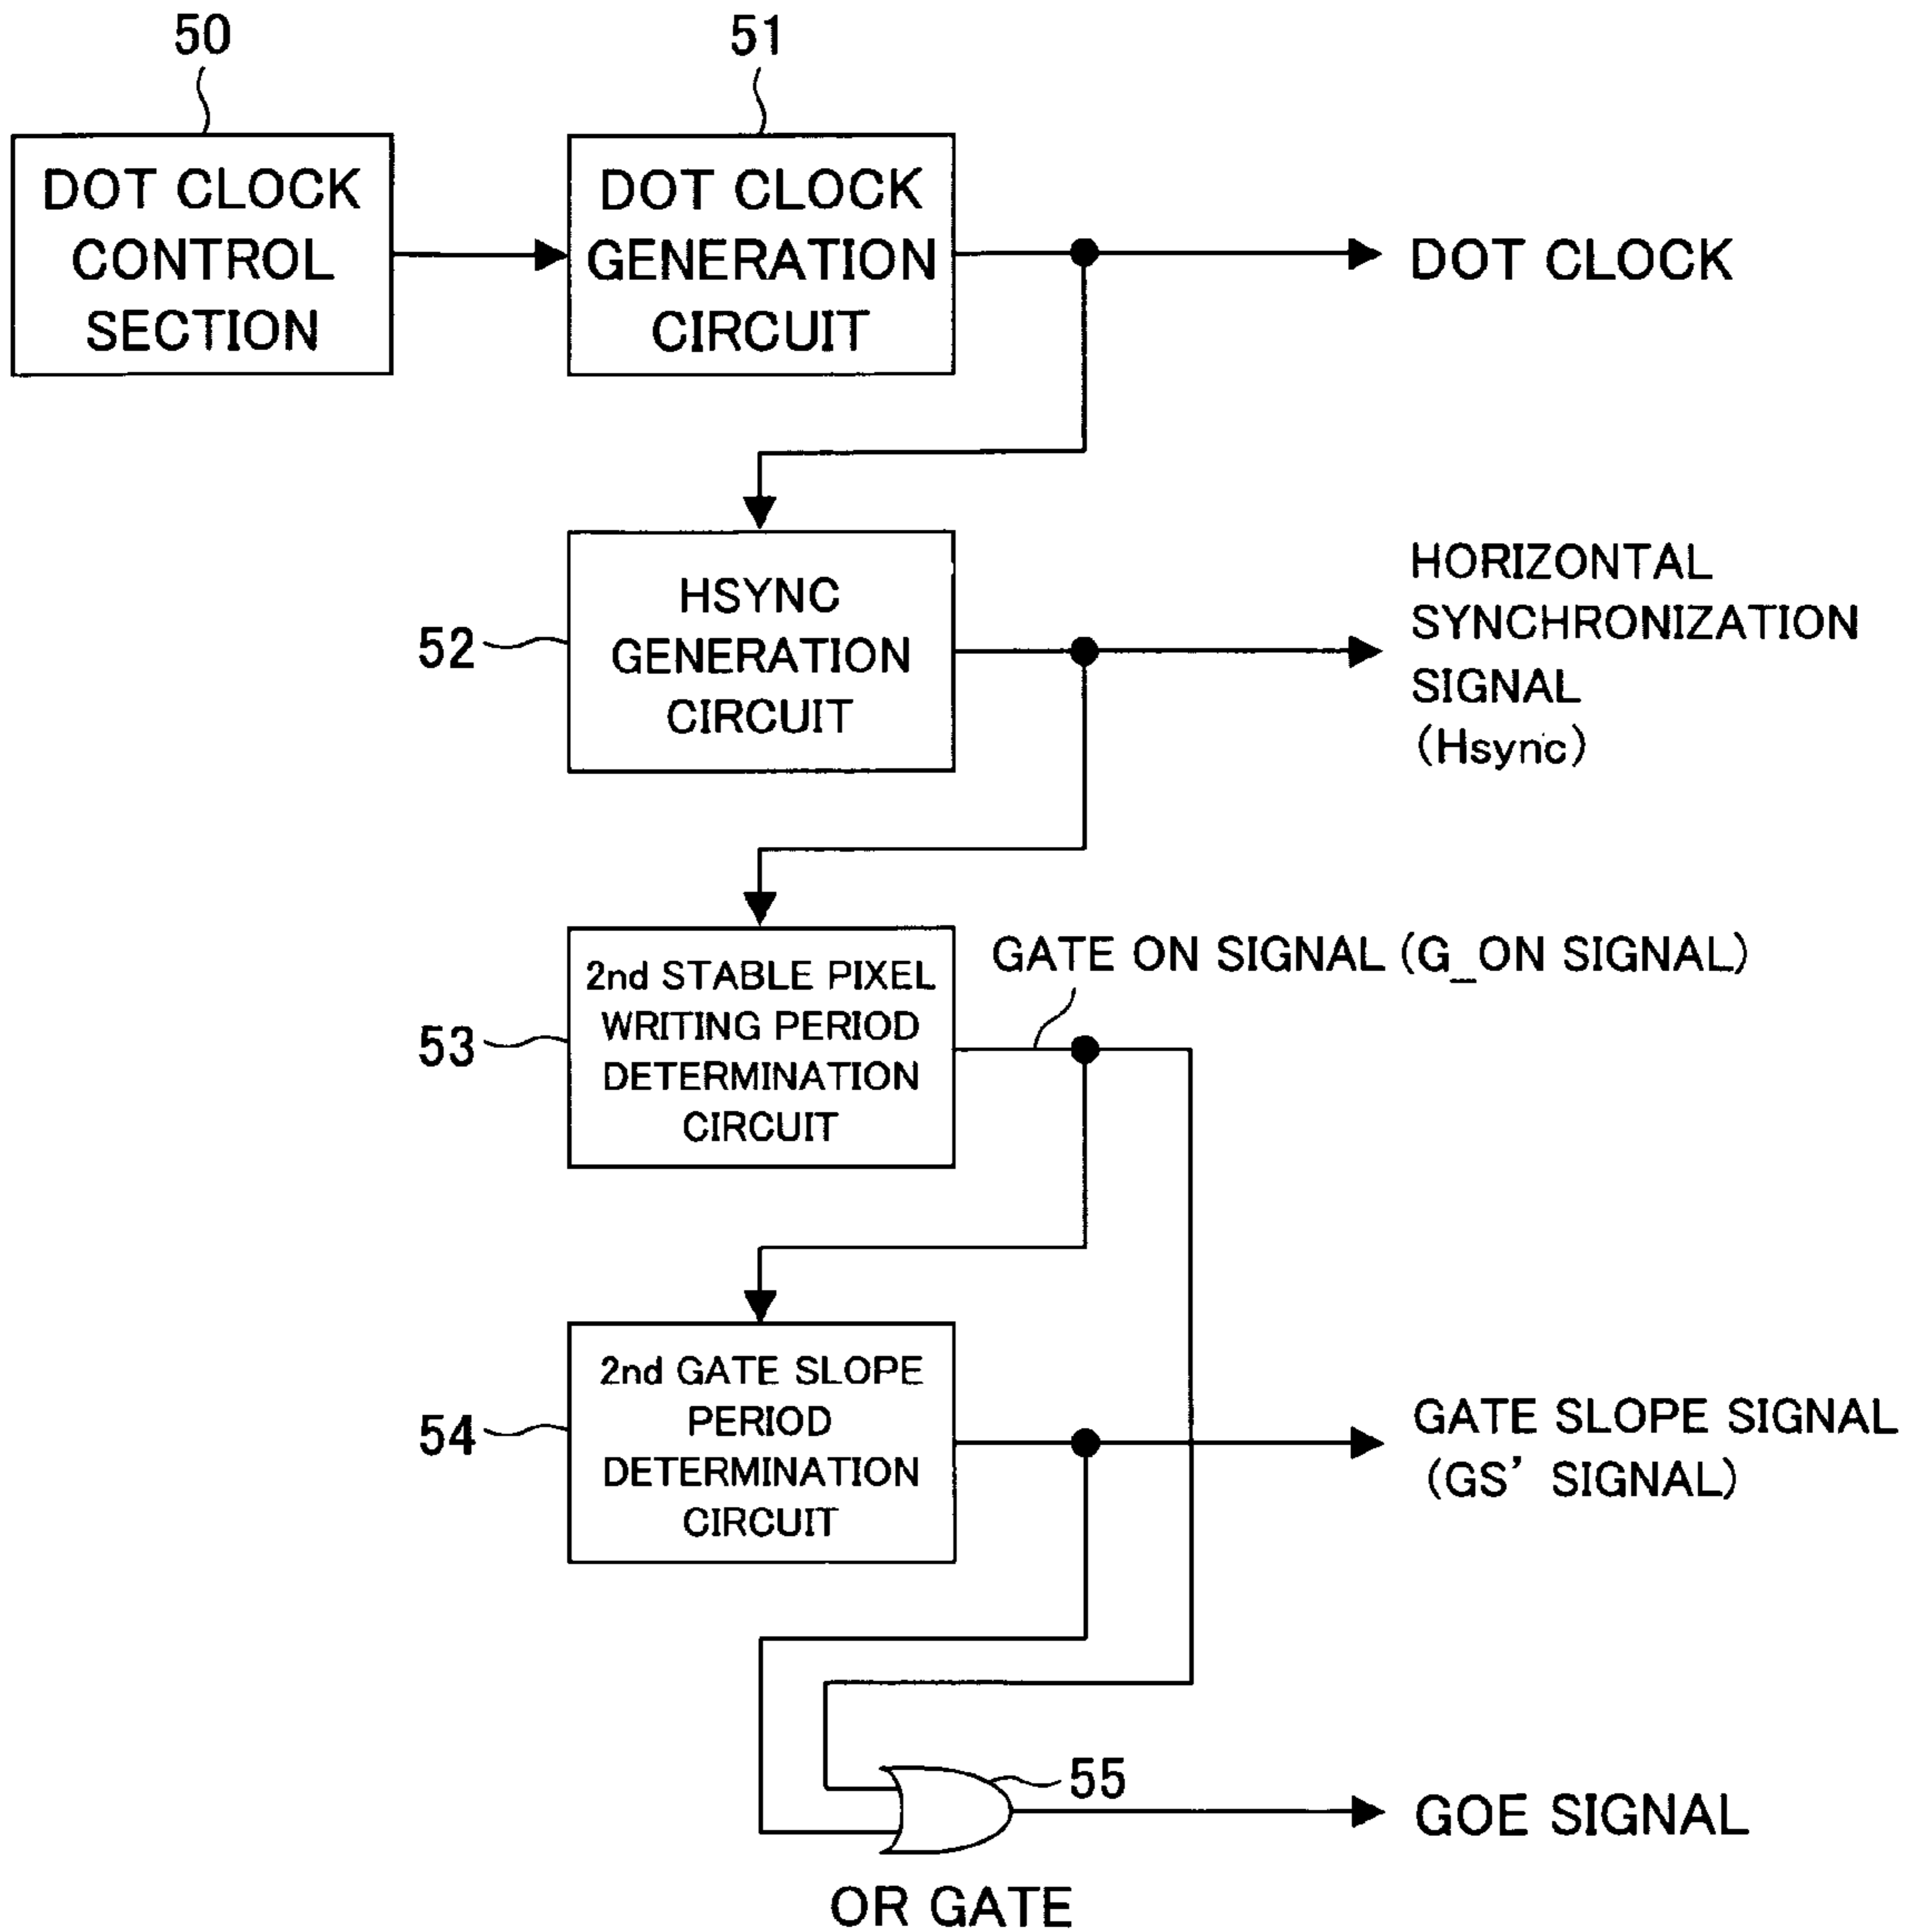 50
51
DOT CLOCK
CONTROL
SECTION
DOT CLOCK
GENERATION
CIRCUIT
DOT CLOCK
52
HSYNC
GENERATION
CIRCUIT
HORIZONTAL
SYNCHRONIZATION
SIGNAL
(Hsync)
53
2nd STABLE PIXEL
WRITING PERIOD
DETERMINATION
CIRCUIT
GATE ON SIGNAL (G_ON SIGNAL)
54
2nd GATE SLOPE
PERIOD
DETERMINATION
CIRCUIT
GATE SLOPE SIGNAL
(GS' SIGNAL)
55
GOE SIGNAL
OR GATE